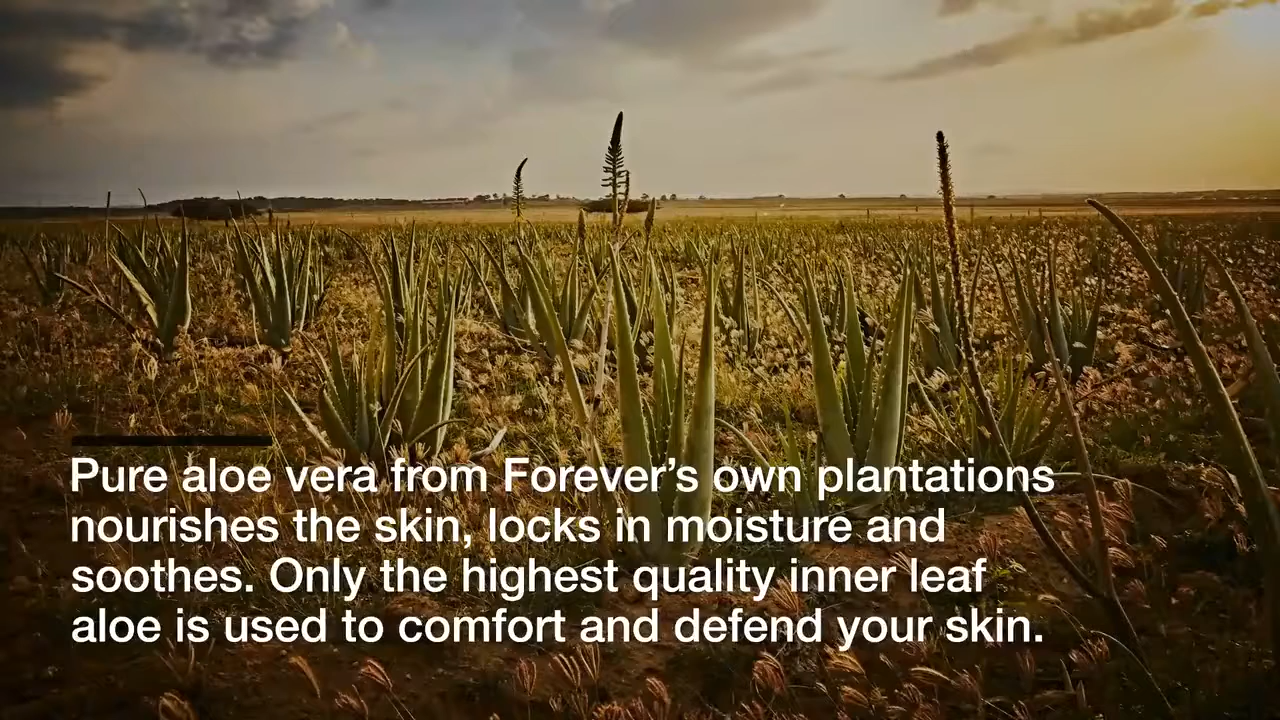 Pure aloe vera from Forever’s own plantations
nourishes the skin, locks in moisture and
soothes. Only the highest quality inner leaf
aloe is used to comfort and defend your skin.